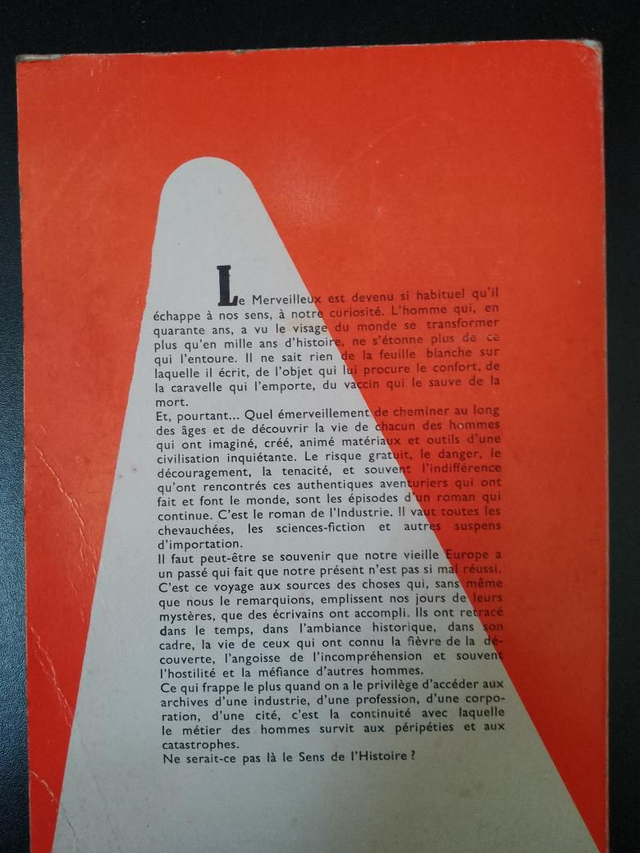 Le Merveilleux est devenu si habituel qu'il
échappe à nos sens, à notre curiosité. L'homme qui, en
quarante ans, a vu le visage du monde se transformer
plus qu'en mille ans d'histoire, ne s'étonne plus de ce
qui l'entoure. Il ne sait rien de la feuille blanche sur
laquelle il écrit, de l'objet qui lui procure le confort, de
la caravelle qui l'emporte, du vaccin qui le sauve de la
mort.
Et, pourtant... Quel émerveillement de cheminer au long
des âges et de découvrir la vie de chacun des hommes
qui ont imaginé, créé, animé matériaux et outils d'une
civilisation inquiétante. Le risque gratuit, le danger, le
découragement, la tenacité, et souvent l'indifférence
qu'ont rencontrés ces authentiques aventuriers qui ont
fait et font le monde, sont les épisodes d'un roman qui
continue. C'est le roman de l'Industrie. Il vaut toutes les
chevauchées, les sciences-fiction et autres suspens
d'importation.
Il faut peut-être se souvenir que notre vieille Europe a
un passé qui fait que notre présent n'est pas si mal réussi.
C'est ce voyage aux sources des choses qui, sans même
que nous le remarquions, emplissent nos jours de leurs
mystères, que des écrivains ont accompli. Ils ont retracé
dans le temps, dans l'ambiance historique, dans son
cadre, la vie de ceux qui ont connu la fièvre de la dé-
couverte, l'angoisse de l'incompréhension et souvent
l'hostilité et la méfiance d'autres hommes.
Ce qui frappe le plus quand on a le privilège d'accéder aux
archives d'une industrie, d'une profession, d'une corpo-
ration, d'une cité, c'est la continuité avec laquelle
le métier des hommes survit aux péripéties et aux
catastrophes.
Ne serait-ce pas là le Sens de l'Histoire ?